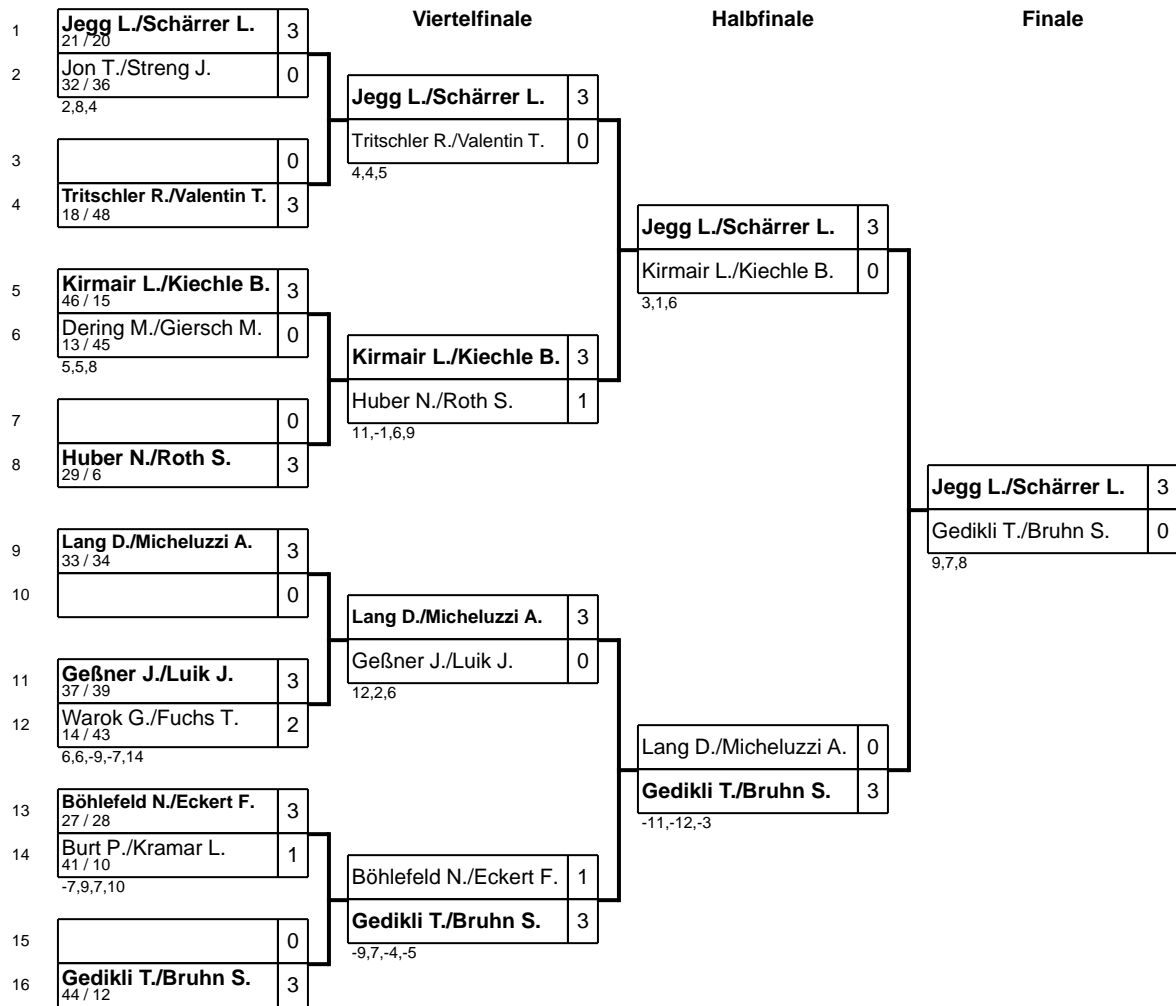 Viertelfinale
Halbfinale
Finale
1
Jegg L./Schärrer L.
3
21 / 20
2
Jon T./Streng J.
0
32 / 36
2,8,4
3
0
4
Tritschler R./Valentin T.
3
18 / 48
5
Kirmair L./Kiechle B.
3
46 / 15
6
Dering M./Giersch M.
0
13 / 45
5,5,8
7
0
8
Huber N./Roth S.
3
29 / 6
9
Lang D./Micheluzzi A.
3
33 / 34
10
0
11
Geßner J./Luik J.
3
37 / 39
12
Warok G./Fuchs T.
2
14 / 43
6,6,-9,-7,14
13
Böhlefeld N./Eckert F.
3
27 / 28
14
Burt P./Kramar L.
1
41 / 10
-7,9,7,10
15
0
16
Gedikli T./Bruhn S.
3
44 / 12
Jegg L./Schärrer L.
3
Tritschler R./Valentin T.
0
4,4,5
Kirmair L./Kiechle B.
3
Huber N./Roth S.
1
11,-1,6,9
Lang D./Micheluzzi A.
3
Geßner J./Luik J.
0
12,2,6
Böhlefeld N./Eckert F.
1
Gedikli T./Bruhn S.
3
-9,7,-4,-5
Jegg L./Schärrer L.
3
Kirmair L./Kiechle B.
0
3,1,6
Lang D./Micheluzzi A.
0
Gedikli T./Bruhn S.
3
-11,-12,-3
Jegg L./Schärrer L.
3
Gedikli T./Bruhn S.
0
9,7,8